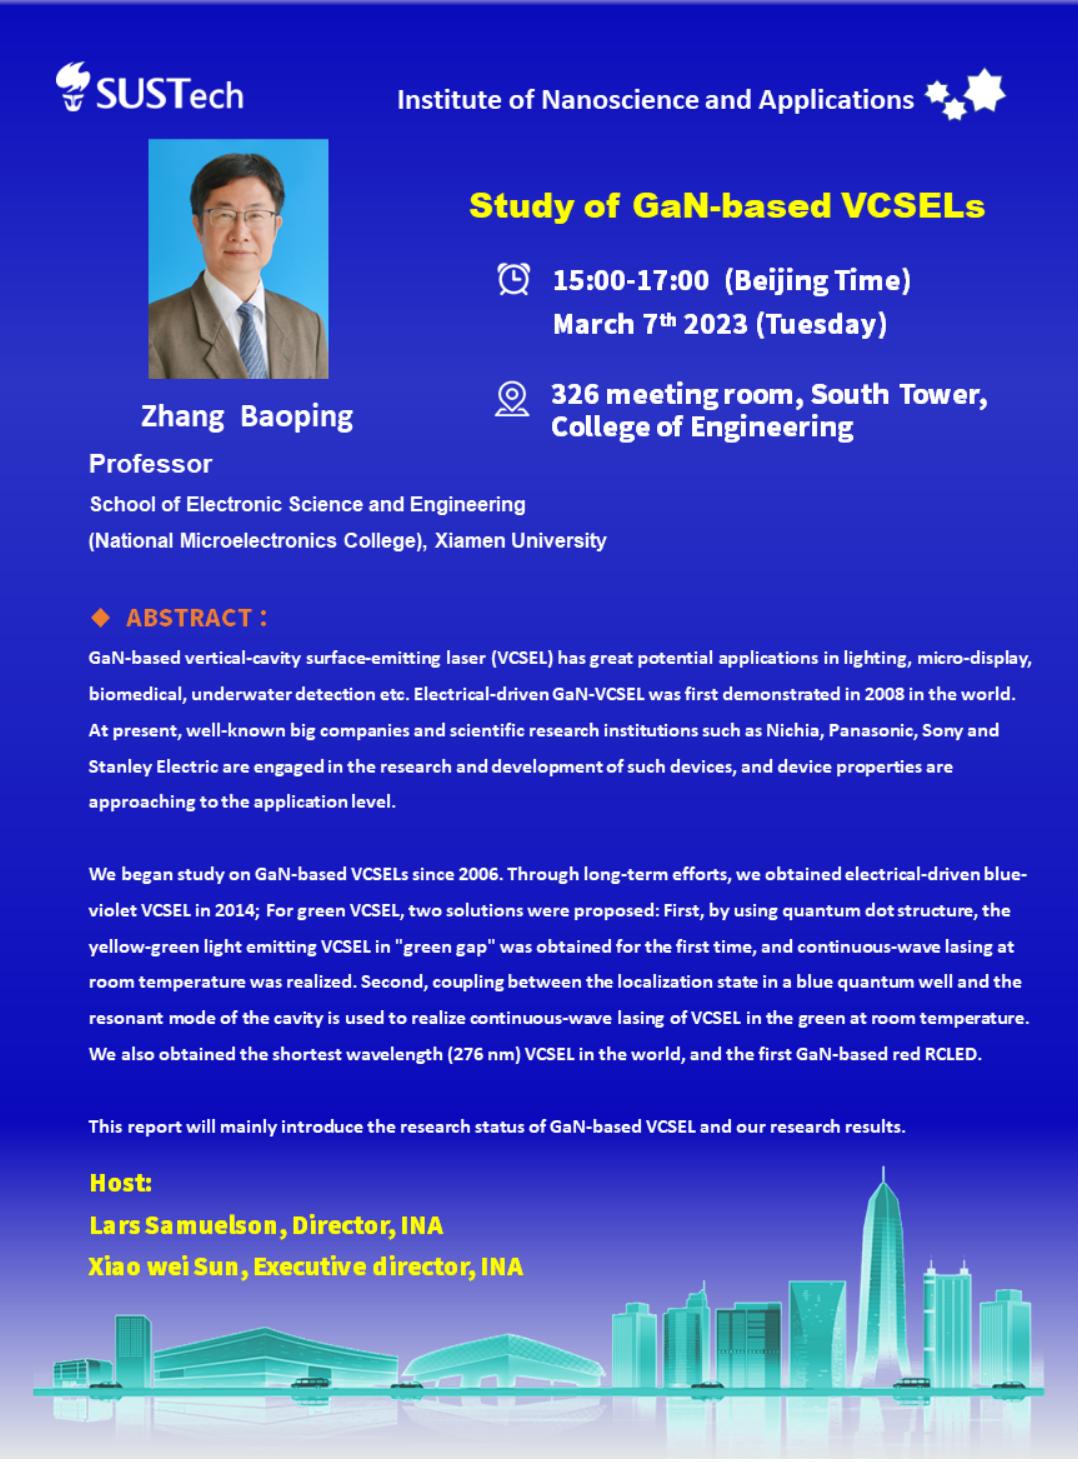 SUSTech
Institute of Nanoscience and Applications
Study of GaN-based VCSELs
15:00-17:00 (Beijing Time)
March 7th 2023 (Tuesday)
326 meeting room, South Tower,
College of Engineering
Zhang Baoping
Professor
School of Electronic Science and Engineering
(National Microelectronics College), Xiamen University
◆ ABSTRACT：
GaN-based vertical-cavity surface-emitting laser (VCSEL) has great potential applications in lighting, micro-display,
biomedical, underwater detection etc. Electrical-driven GaN-VCSEL was first demonstrated in 2008 in the world.
At present, well-known big companies and scientific research institutions such as Nichia, Panasonic, Sony and
Stanley Electric are engaged in the research and development of such devices, and device properties are
approaching to the application level.
We began study on GaN-based VCSELs since 2006. Through long-term efforts, we obtained electrical-driven blue-
violet VCSEL in 2014; For green VCSEL, two solutions were proposed: First, by using quantum dot structure, the
yellow-green light emitting VCSEL in "green gap" was obtained for the first time, and continuous-wave lasing at
room temperature was realized. Second, coupling between the localization state in a blue quantum well and the
resonant mode of the cavity is used to realize continuous-wave lasing of VCSEL in the green at room temperature.
We also obtained the shortest wavelength (276 nm) VCSEL in the world, and the first GaN-based red RCLED.
This report will mainly introduce the research status of GaN-based VCSEL and our research results.
Host:
Lars Samuelson, Director, INA
Xiao wei Sun, Executive director, INA